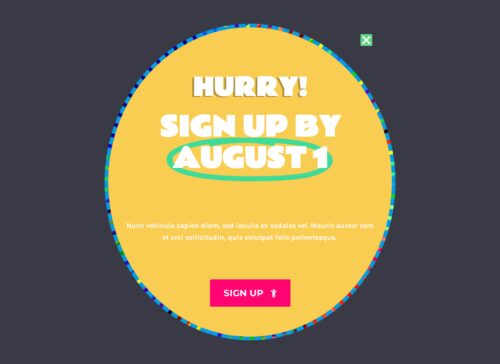 HURRY!
SIGN UP BY
AUGUST 1
Nunc vehicula sapien diam, sed iaculis ex sodales vel. Mauris auctor sem
et orci sollicitudin, quis volutpat felis pellentesque.
SIGN UP